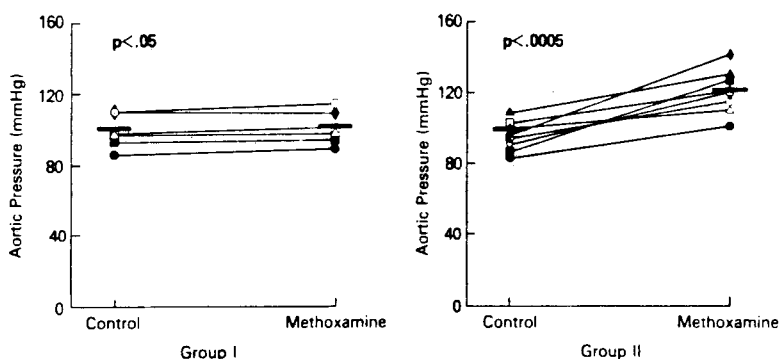 160
120
80
40
0
Aortic Pressure (mmHg)
p<.05
Control
Methoxamine
Group I
160
120
80
40
0
Aortic Pressure (mmHg)
p<.0005
Control
Methoxamine
Group II